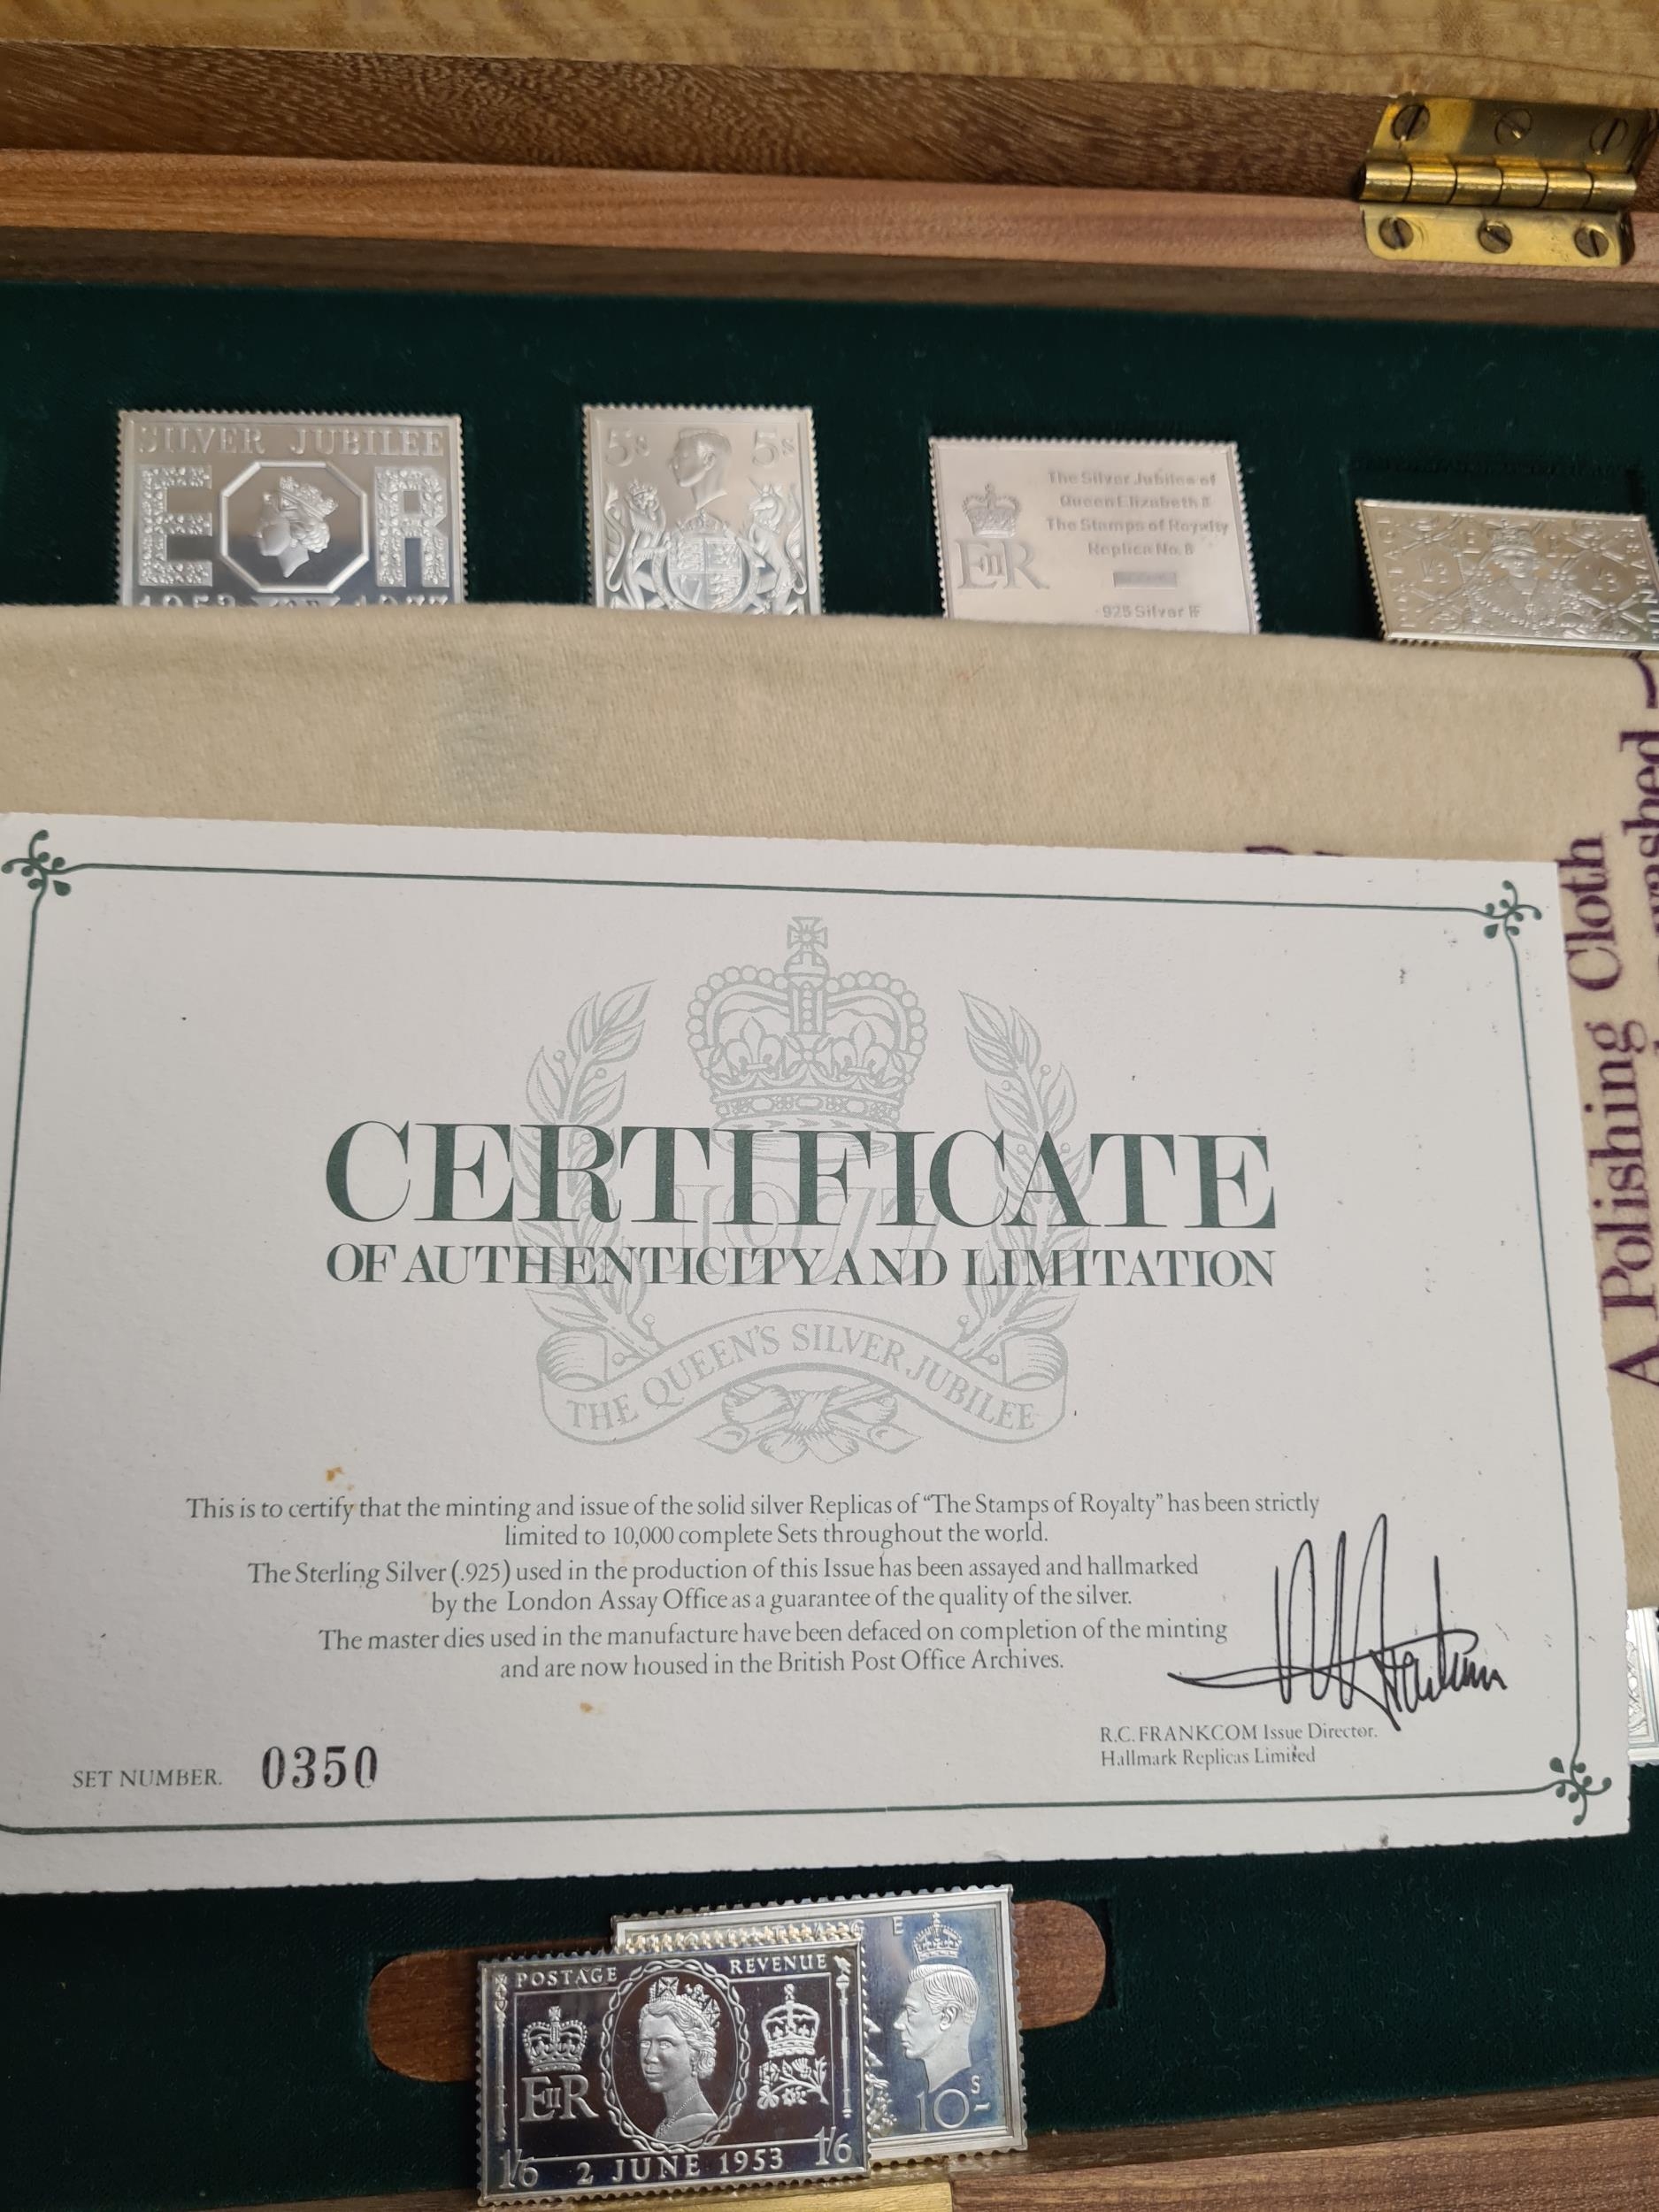 SILVER JUBILEE
E R
5s 5s
The Silver Jubilee of
Queen Elizabeth II
The Stamps of Royalty
Replica No. 8
EIIR
.925 Silver
A Polishing Cloth
CERTIFICATE
1977
OF AUTHENTICITY AND LIMITATION
THE QUEEN'S SILVER JUBILEE
This is to certify that the minting and issue of the solid silver Replicas of “The Stamps of Royalty” has been strictly
limited to 10,000 complete Sets throughout the world.
The Sterling Silver (.925) used in the production of this Issue has been assayed and hallmarked
by the London Assay Office as a guarantee of the quality of the silver.
The master dies used in the manufacture have been defaced on completion of the minting
and are now housed in the British Post Office Archives.
R.C. FRANKCOM Issue Director.
Hallmark Replicas Limited
SET NUMBER. 0350
POSTAGE REVENUE
EIIR
1/6 2 JUNE 1953 1/6
10s-